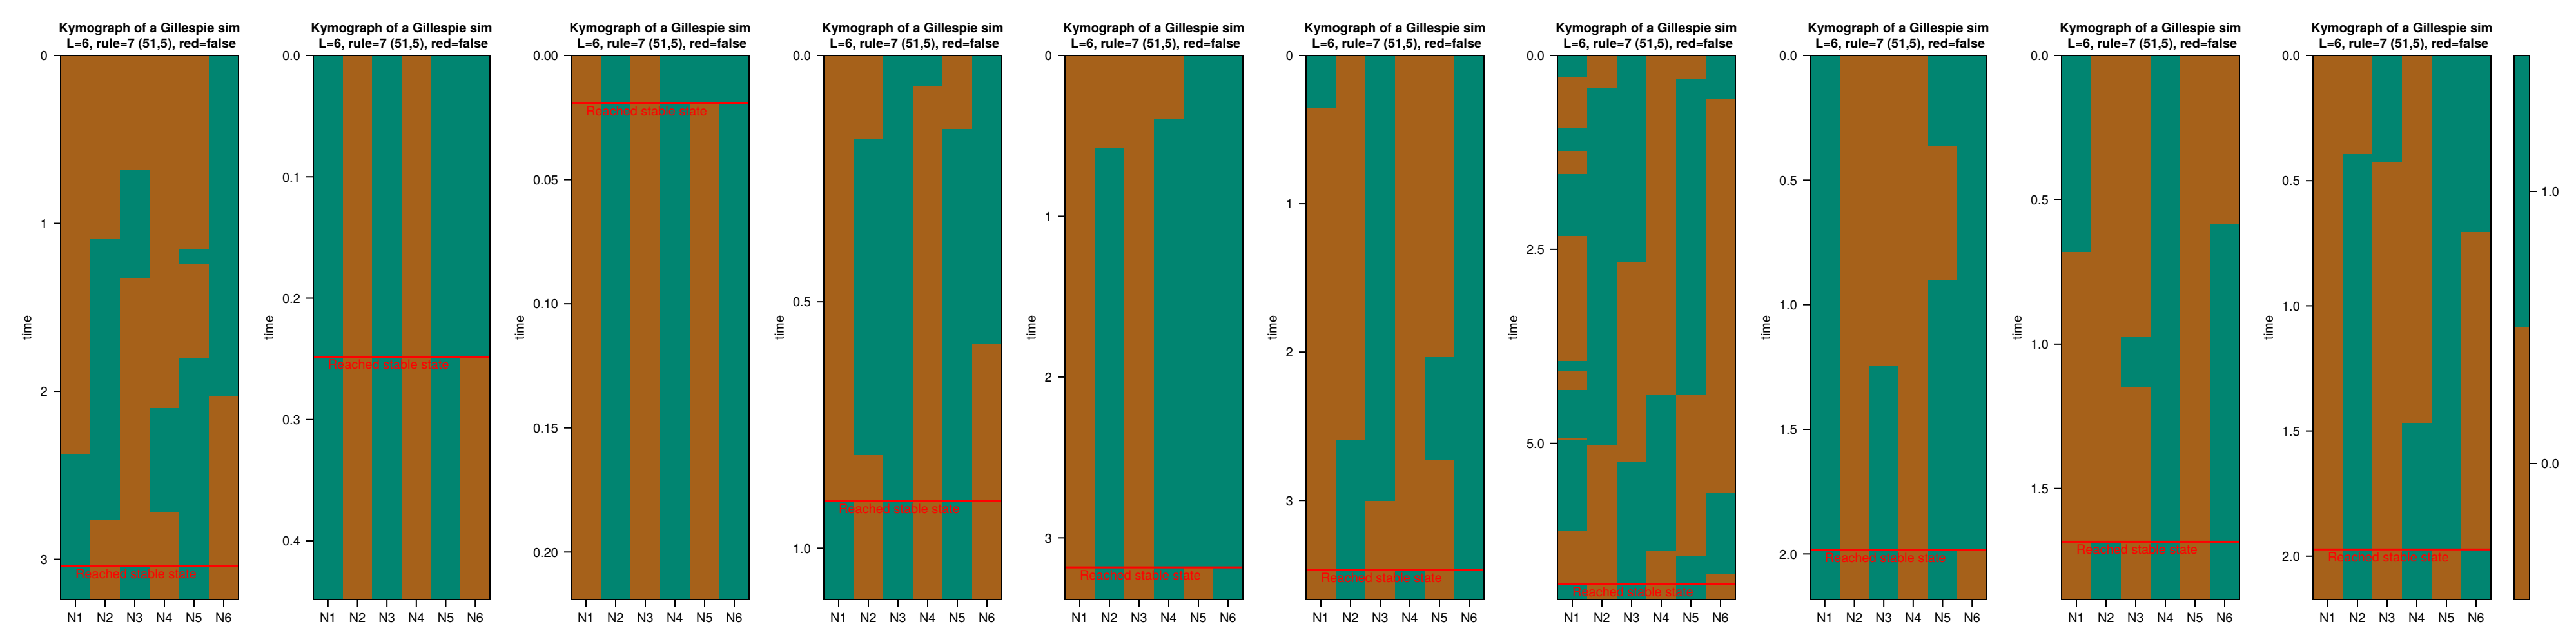 Kymograph of a Gillespie sim
L=6, rule=7 (51,5), red=false
time
0
1
2
3
Reached stable state
N1 N2 N3 N4 N5 N6
Kymograph of a Gillespie sim
L=6, rule=7 (51,5), red=false
time
0.0
0.1
0.2
0.3
0.4
Reached stable state
N1 N2 N3 N4 N5 N6
Kymograph of a Gillespie sim
L=6, rule=7 (51,5), red=false
time
0.00
0.05
0.10
0.15
0.20
Reached stable state
N1 N2 N3 N4 N5 N6
Kymograph of a Gillespie sim
L=6, rule=7 (51,5), red=false
time
0.0
0.5
1.0
Reached stable state
N1 N2 N3 N4 N5 N6
Kymograph of a Gillespie sim
L=6, rule=7 (51,5), red=false
time
0
1
2
3
Reached stable state
N1 N2 N3 N4 N5 N6
Kymograph of a Gillespie sim
L=6, rule=7 (51,5), red=false
time
0
1
2
3
Reached stable state
N1 N2 N3 N4 N5 N6
Kymograph of a Gillespie sim
L=6, rule=7 (51,5), red=false
time
0.0
2.5
5.0
Reached stable state
N1 N2 N3 N4 N5 N6
Kymograph of a Gillespie sim
L=6, rule=7 (51,5), red=false
time
0.0
0.5
1.0
1.5
2.0
Reached stable state
N1 N2 N3 N4 N5 N6
Kymograph of a Gillespie sim
L=6, rule=7 (51,5), red=false
time
0.0
0.5
1.0
1.5
Reached stable state
N1 N2 N3 N4 N5 N6
Kymograph of a Gillespie sim
L=6, rule=7 (51,5), red=false
time
0.0
0.5
1.0
1.5
2.0
Reached stable state
N1 N2 N3 N4 N5 N6
1.0
0.0